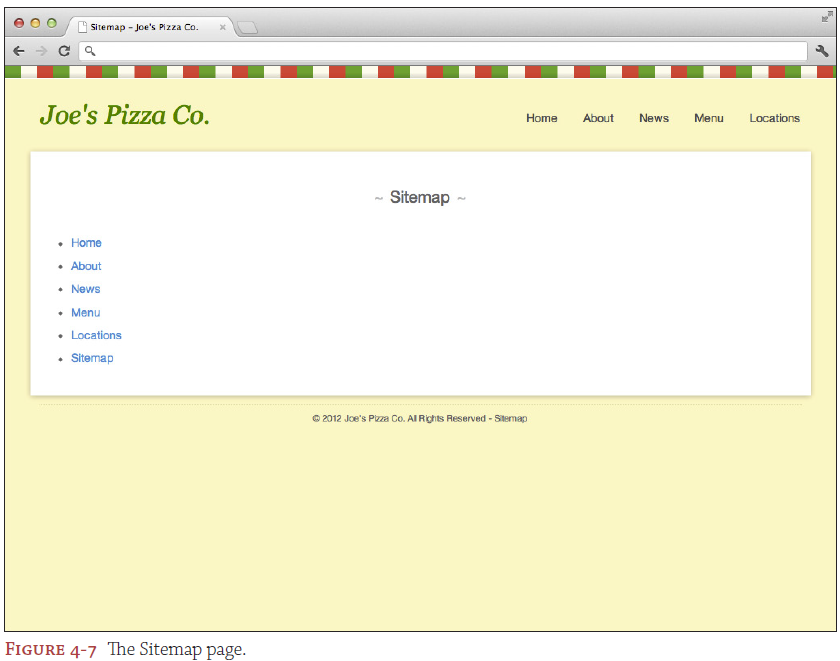 Sitemap – Joe's Pizza Co.
Joe's Pizza Co.
Home About News Menu Locations
~ Sitemap ~
• Home
• About
• News
• Menu
• Locations
• Sitemap
© 2012 Joe's Pizza Co. All Rights Reserved - Sitemap
Figure 4-7 The Sitemap page.